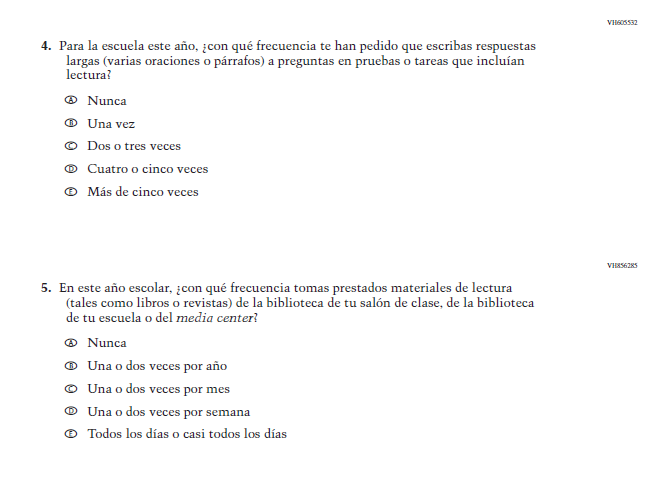 VH605532
4. Para la escuela este año, ¿con qué frecuencia te han pedido que escribas respuestas
largas (varias oraciones o párrafos) a preguntas en pruebas o tareas que incluían
lectura?
A Nunca
B Una vez
C Dos o tres veces
D Cuatro o cinco veces
E Más de cinco veces
VH856285
5. En este año escolar, ¿con qué frecuencia tomas prestados materiales de lectura
(tales como libros o revistas) de la biblioteca de tu salón de clase, de la biblioteca
de tu escuela o del media center?
A Nunca
B Una o dos veces por año
C Una o dos veces por mes
D Una o dos veces por semana
E Todos los días o casi todos los días